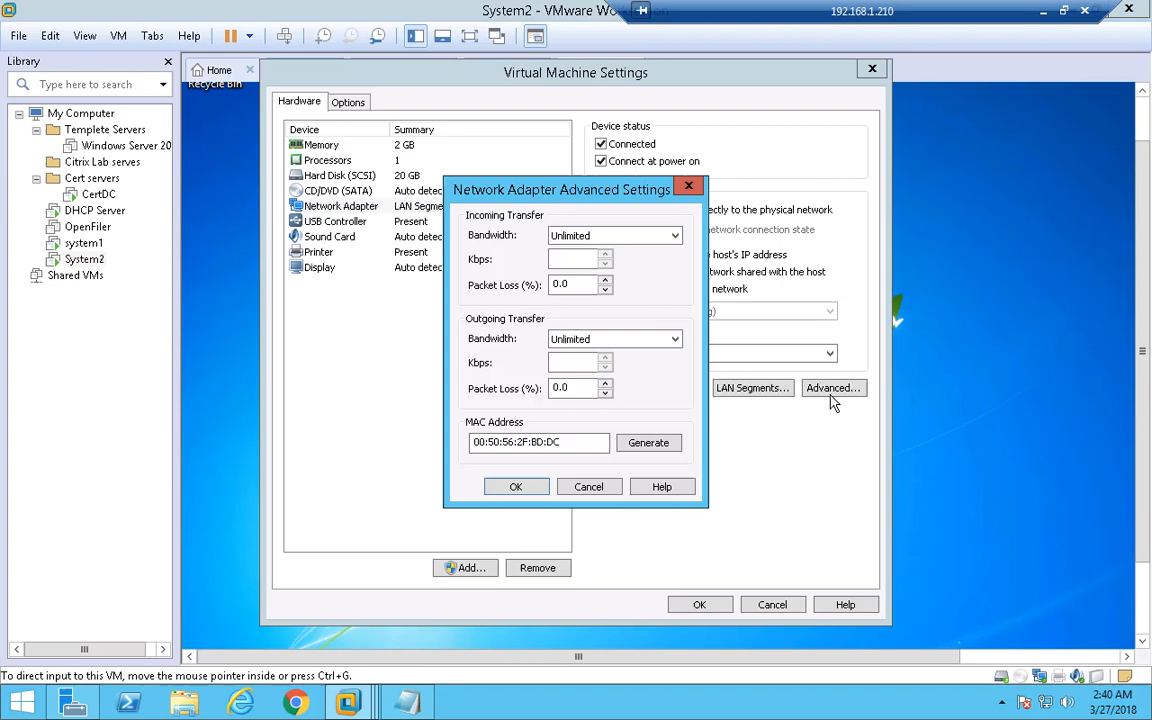 System2 - VMware Wo
192.168.1.210
File Edit View VM Tabs Help
Library
Type here to search
Home
Recycle Bin
My Computer
Templete Servers
Windows Server 20
Citrix Lab serves
Cert servers
CertDC
DHCP Server
OpenFiler
system1
System2
Shared VMs
Virtual Machine Settings
Hardware Options
Device Summary
Memory 2 GB
Processors 1
Hard Disk (SCSI) 20 GB
CD/DVD (SATA) Auto detec
Network Adapter LAN Segme
USB Controller Present
Sound Card Auto detec
Printer Present
Display Auto detec
Add... Remove
Device status
Connected
Connect at power on
ectly to the physical network
network connection state
e host's IP address
etwork shared with the host
network
g)
LAN Segments... Advanced...
OK Cancel Help
Network Adapter Advanced Settings
Incoming Transfer
Bandwidth: Unlimited
Kbps:
Packet Loss (%): 0.0
Outgoing Transfer
Bandwidth: Unlimited
Kbps:
Packet Loss (%): 0.0
MAC Address
00:50:56:2F:BD:DC Generate
OK Cancel Help
To direct input to this VM, move the mouse pointer inside or press Ctrl+G.
2:40 AM
3/27/2018